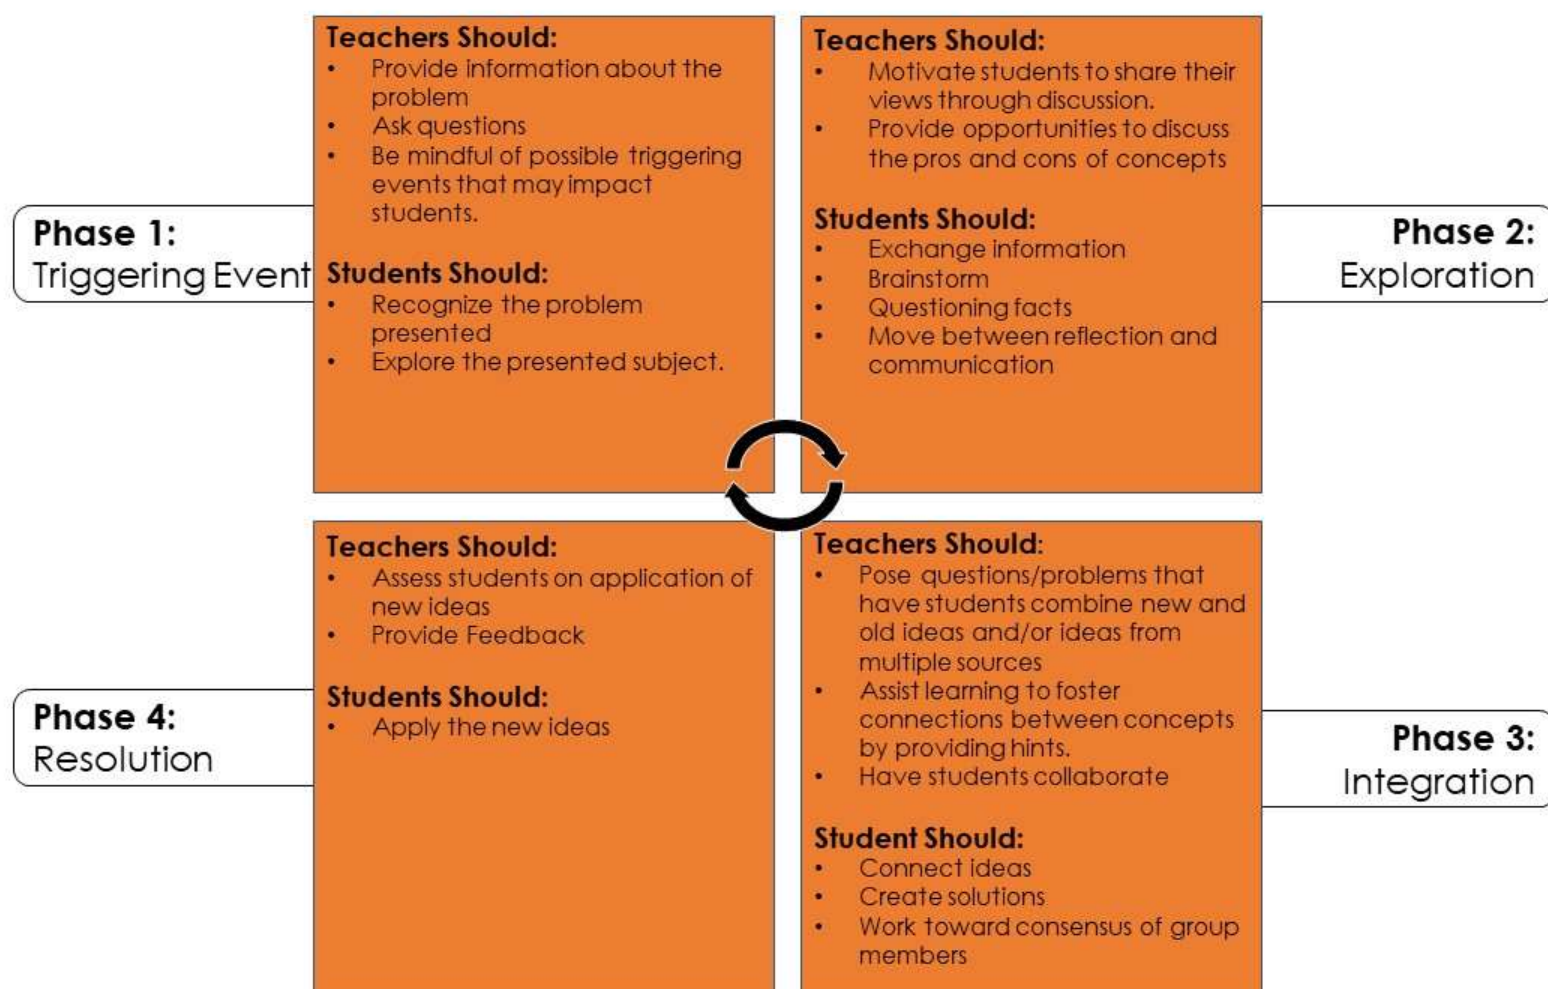 Phase 1:
Triggering Event
Teachers Should:
• Provide information about the
problem
• Ask questions
• Be mindful of possible triggering
events that may impact
students.
Students Should:
• Recognize the problem
presented
• Explore the presented subject.
Teachers Should:
• Motivate students to share their
views through discussion.
• Provide opportunities to discuss
the pros and cons of concepts
Students Should:
• Exchange information
• Brainstorm
• Questioning facts
• Move between reflection and
communication
Phase 2:
Exploration
Phase 4:
Resolution
Teachers Should:
• Assess students on application of
new ideas
• Provide Feedback
Students Should:
• Apply the new ideas
Teachers Should:
• Pose questions/problems that
have students combine new and
old ideas and/or ideas from
multiple sources
• Assist learning to foster
connections between concepts
by providing hints.
• Have students collaborate
Student Should:
• Connect ideas
• Create solutions
• Work toward consensus of group
members
Phase 3:
Integration